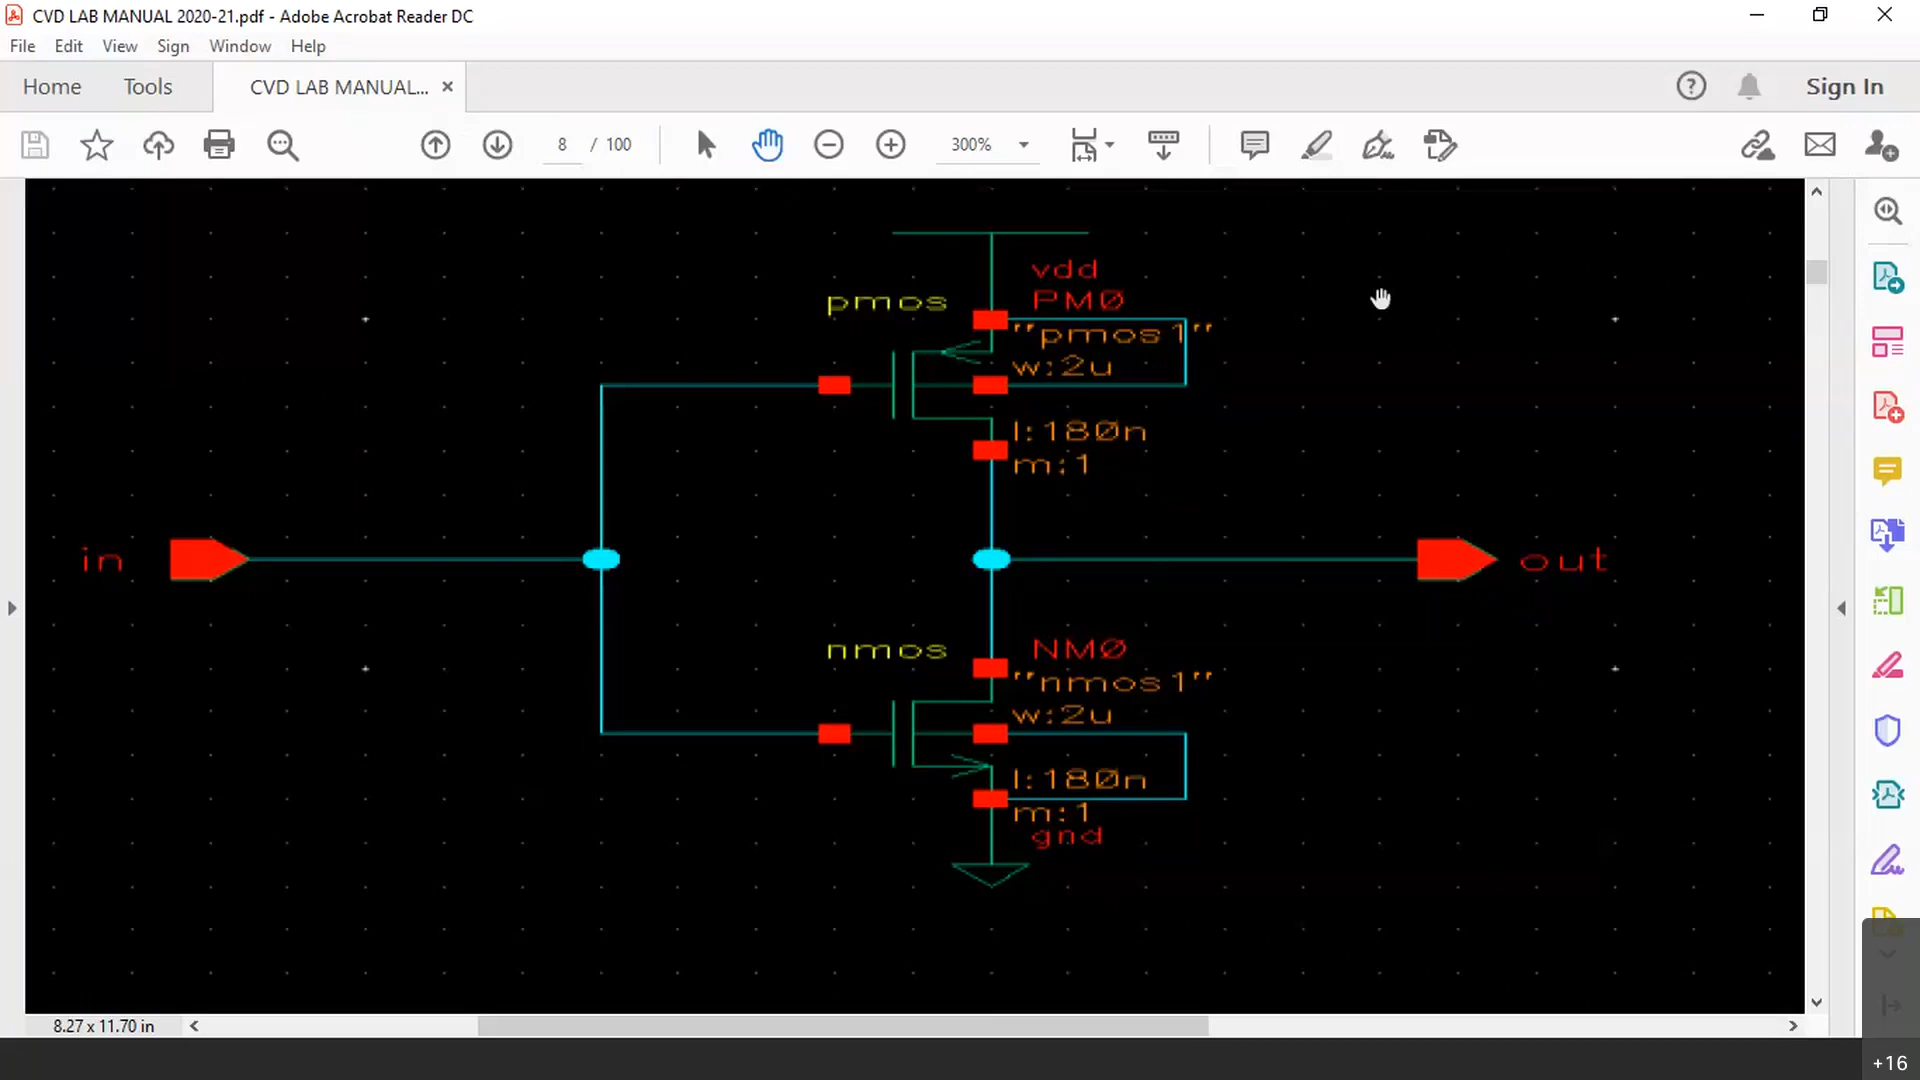 CVD LAB MANUAL 2020-21.pdf - Adobe Acrobat Reader DC
File Edit View Sign Window Help
Home Tools CVD LAB MANUAL... × Sign In
8 / 100 300%
vdd
pmos PMØ
"pmos1"
w:2u
l:180n
m:1
in out
nmos NMØ
"nmos1"
w:2u
l:180n
m:1
gnd
8.27 x 11.70 in
+16